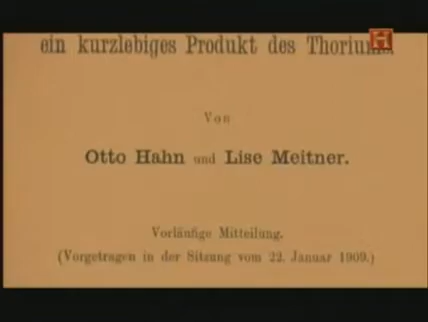 ein kurzlebiges Produkt des Thoriums
Von
Otto Hahn und Lise Meitner.
Vorläufige Mitteilung.
(Vorgetragen in der Sitzung vom 22. Januar 1909.)
H